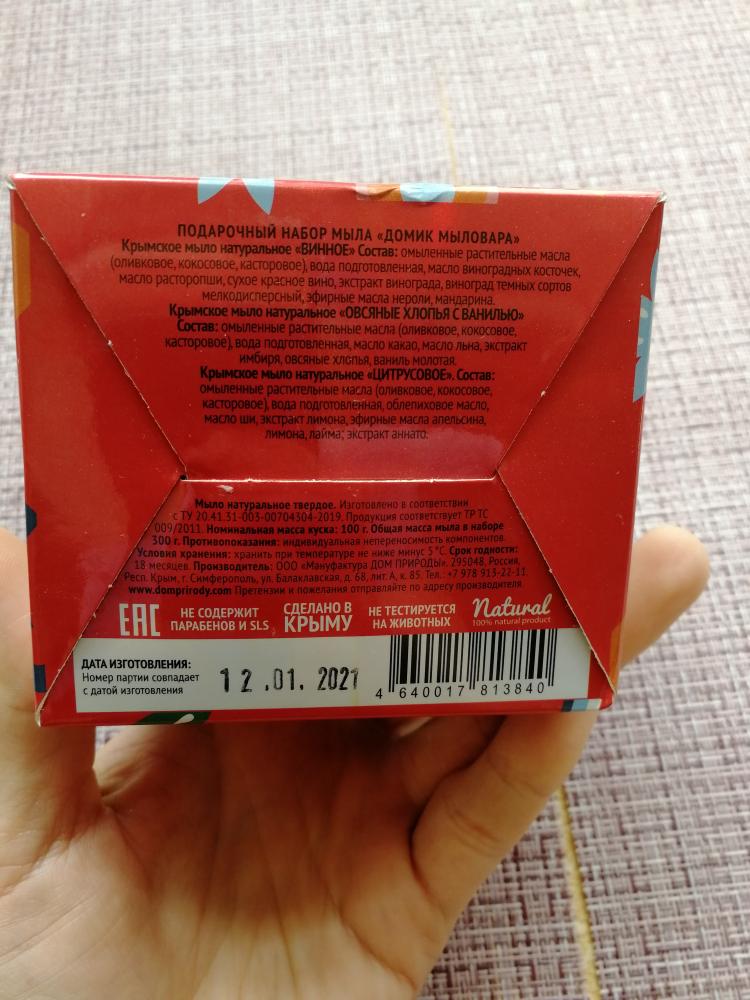 ПОДАРОЧНЫЙ НАБОР МЫЛА «ДОМИК МЫЛОВАРА»
Крымское мыло натуральное «ВИННОЕ» Состав: омыленные растительные масла
(оливковое, кокосовое, касторовое), вода подготовленная, масло виноградных косточек,
масло расторопши, сухое красное вино, экстракт винограда, виноград темных сортов
мелкодисперсный, эфирные масла нероли, мандарина.
Крымское мыло натуральное «ОВСЯНЫЕ ХЛОПЬЯ С ВАНИЛЬЮ»
Состав: омыленные растительные масла (оливковое, кокосовое,
касторовое), вода подготовленная, масло какао, масло льна, экстракт
имбиря, овсяные хлопья, ваниль молотая.
Крымское мыло натуральное «ЦИТРУСОВОЕ». Состав:
омыленные растительные масла (оливковое, кокосовое,
касторовое), вода подготовленная, облепиховое масло,
масло ши, экстракт лимона, эфирные масла апельсина,
лимона, лайма; экстракт аннато.
Мыло натуральное твердое. Изготовлено в соответствии
с ТУ 20.41.31-003-00704304-2019. Продукция соответствует ТР ТС
009/2011. Номинальная масса куска: 100 г. Общая масса мыла в наборе
300 г. Противопоказания: индивидуальная непереносимость компонентов.
Условия хранения: хранить при температуре не ниже минус 5°С. Срок годности:
18 месяцев. Производитель: ООО «Мануфактура ДОМ ПРИРОДЫ». 295048, Россия,
Респ. Крым, г. Симферополь, ул. Балаклавская, д. 68, лит. А, к. 85. Тел.: +7 978 913-22-11.
www.domprirody.com Претензии и пожелания отправляйте по адресу производителя.
ЕАС НЕ СОДЕРЖИТ ПАРАБЕНОВ И SLS СДЕЛАНО В КРЫМУ НЕ ТЕСТИРУЕТСЯ НА ЖИВОТНЫХ Natural 100% natural product
ДАТА ИЗГОТОВЛЕНИЯ:
Номер партии совпадает
с датой изготовления
12.01.2021
4 640017 813840